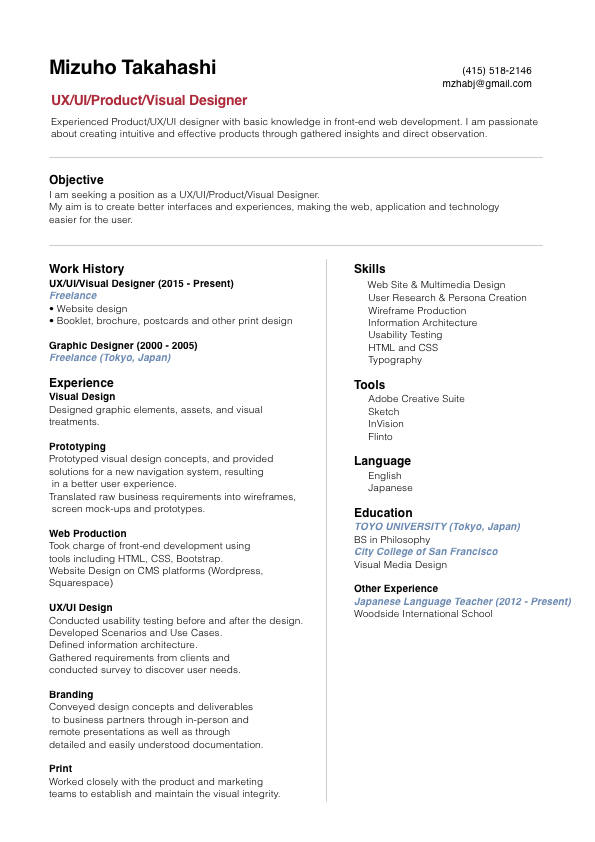 Mizuho Takahashi
(415) 518-2146
mzhabj@gmail.com
UX/UI/Product/Visual Designer
Experienced Product/UX/UI designer with basic knowledge in front-end web development. I am passionate
about creating intuitive and effective products through gathered insights and direct observation.
Objective
I am seeking a position as a UX/UI/Product/Visual Designer.
My aim is to create better interfaces and experiences, making the web, application and technology
easier for the user.
Work History
UX/UI/Visual Designer (2015 - Present)
Freelance
• Website design
• Booklet, brochure, postcards and other print design
Graphic Designer (2000 - 2005)
Freelance (Tokyo, Japan)
Experience
Visual Design
Designed graphic elements, assets, and visual
treatments.
Prototyping
Prototyped visual design concepts, and provided
solutions for a new navigation system, resulting
in a better user experience.
Translated raw business requirements into wireframes,
screen mock-ups and prototypes.
Web Production
Took charge of front-end development using
tools including HTML, CSS, Bootstrap.
Website Design on CMS platforms (Wordpress,
Squarespace)
UX/UI Design
Conducted usability testing before and after the design.
Developed Scenarios and Use Cases.
Defined information architecture.
Gathered requirements from clients and
conducted survey to discover user needs.
Branding
Conveyed design concepts and deliverables
to business partners through in-person and
remote presentations as well as through
detailed and easily understood documentation.
Print
Worked closely with the product and marketing
teams to establish and maintain the visual integrity.
Skills
Web Site & Multimedia Design
User Research & Persona Creation
Wireframe Production
Information Architecture
Usability Testing
HTML and CSS
Typography
Tools
Adobe Creative Suite
Sketch
InVision
Flinto
Language
English
Japanese
Education
TOYO UNIVERSITY (Tokyo, Japan)
BS in Philosophy
City College of San Francisco
Visual Media Design
Other Experience
Japanese Language Teacher (2012 - Present)
Woodside International School